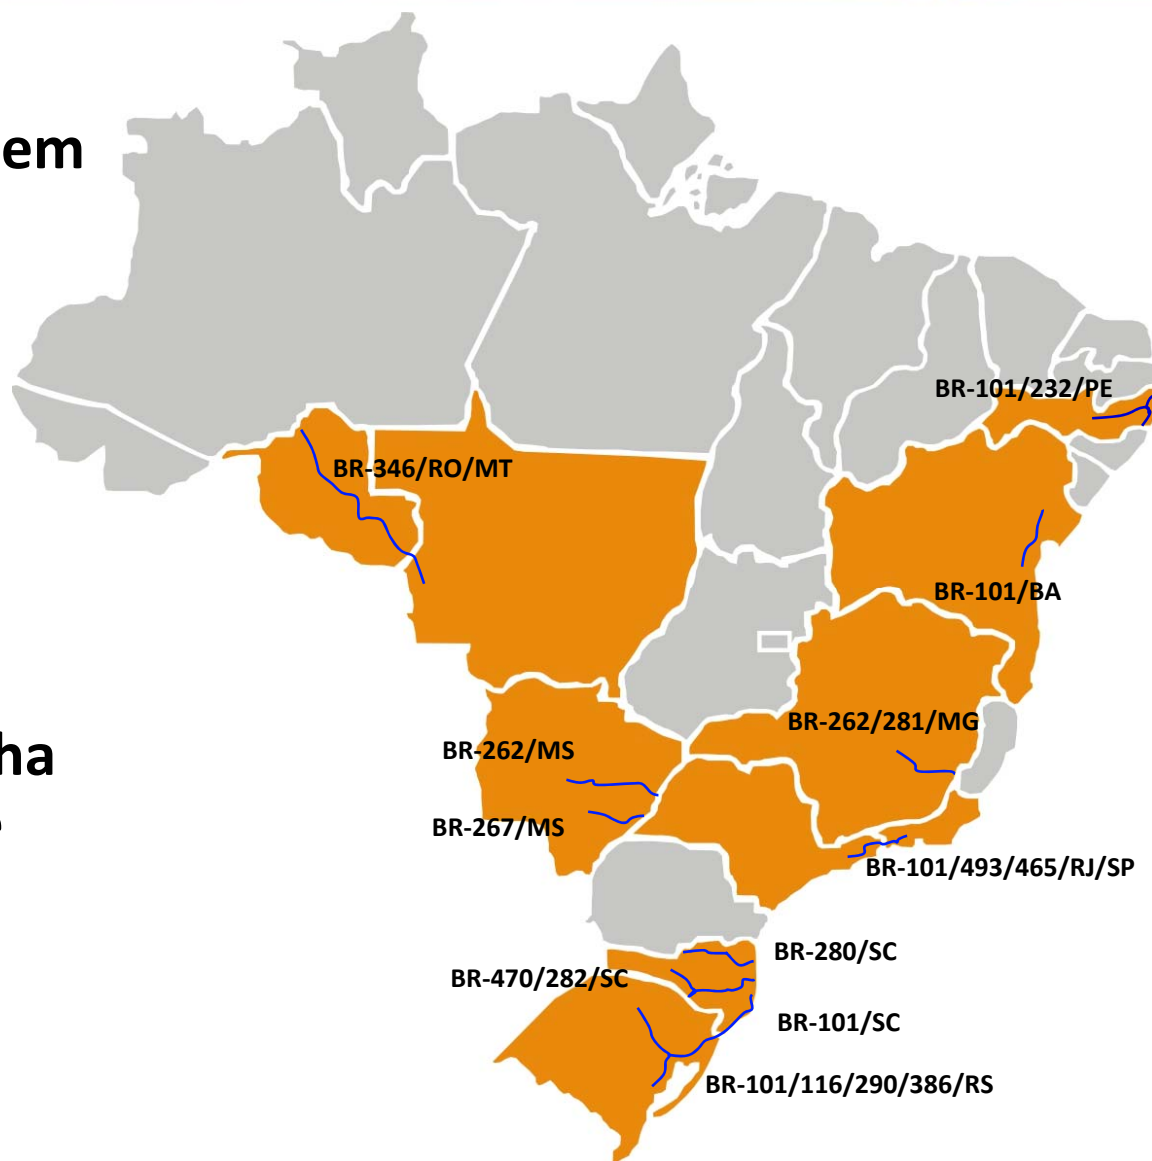 em
BR-101/232/PE
BR-346/RO/MT
BR-101/BA
BR-262/281/MG
BR-262/MS
ha
BR-267/MS
BR-101/493/465/RJ/SP
BR-280/SC
BR-470/282/SC
BR-101/SC
BR-101/116/290/386/RS